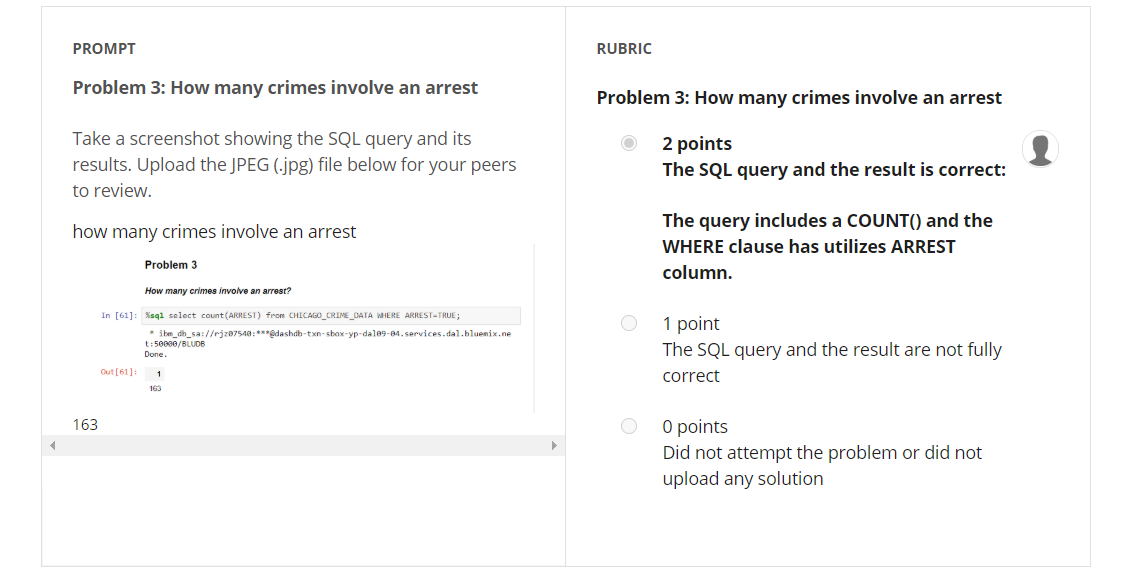 PROMPT
Problem 3: How many crimes involve an arrest
Take a screenshot showing the SQL query and its
results. Upload the JPEG (.jpg) file below for your peers
to review.
how many crimes involve an arrest
Problem 3
How many crimes involve an arrest?
In [61]: %sql select count(ARREST) from CHICAGO_CRIME_DATA WHERE ARREST=TRUE;
* ibm_db_sa://rjz07540:***@dashdb-txn-sbox-yp-dal09-04.services.dal.bluemix.ne
t:50000/BLUDB
Done.
Out[61]: 1
163
163
RUBRIC
Problem 3: How many crimes involve an arrest
2 points
The SQL query and the result is correct:
The query includes a COUNT() and the
WHERE clause has utilizes ARREST
column.
1 point
The SQL query and the result are not fully
correct
0 points
Did not attempt the problem or did not
upload any solution